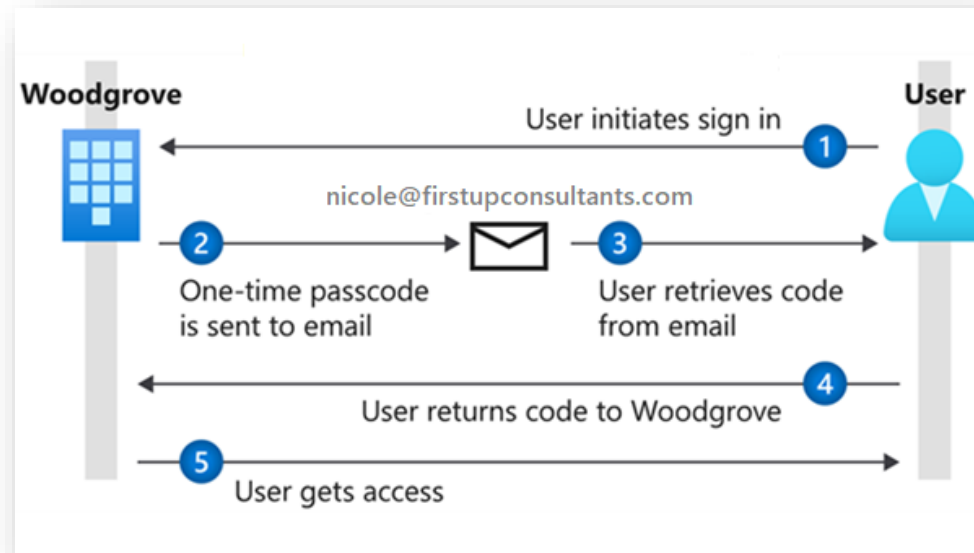 Woodgrove
User
User initiates sign in
1
nicole@firstupconsultants.com
2
3
One-time passcode
is sent to email
User retrieves code
from email
4
User returns code to Woodgrove
5
User gets access